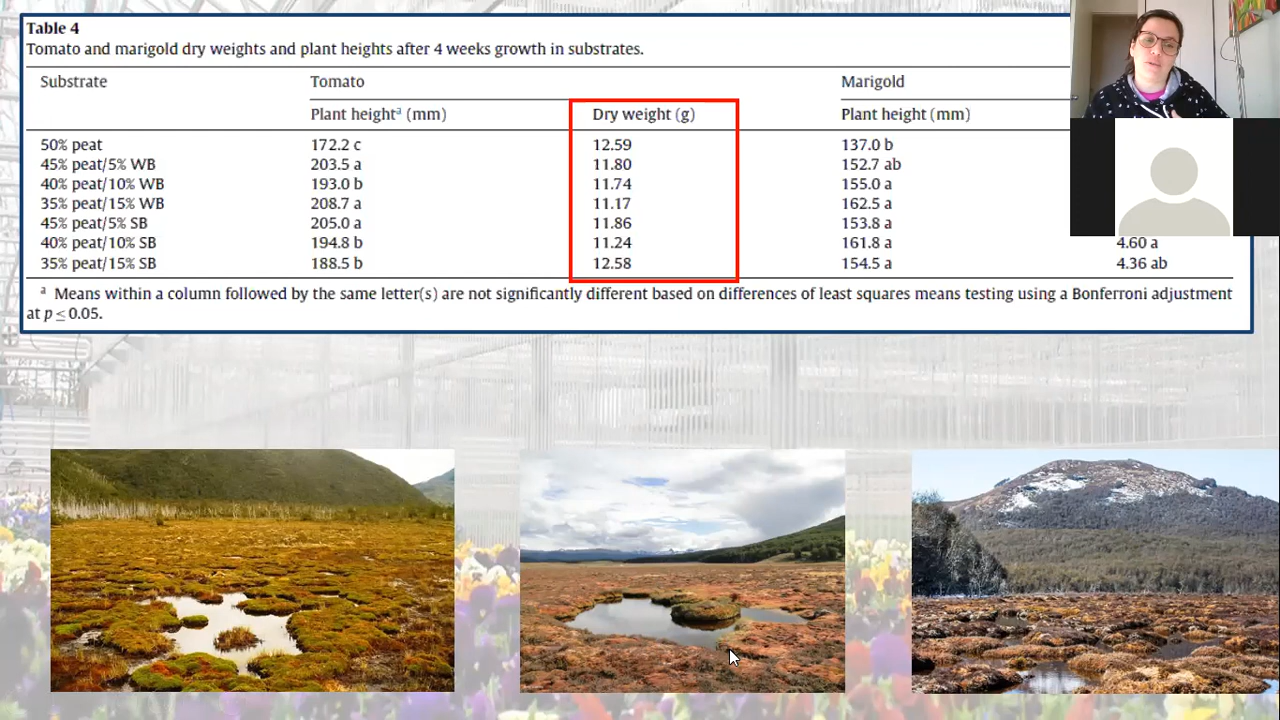 Table 4
Tomato and marigold dry weights and plant heights after 4 weeks growth in substrates.
Substrate Tomato Marigold
Plant heightᵃ (mm) Dry weight (g) Plant height (mm)
50% peat 172.2 c 12.59 137.0 b
45% peat/5% WB 203.5 a 11.80 152.7 ab
40% peat/10% WB 193.0 b 11.74 155.0 a
35% peat/15% WB 208.7 a 11.17 162.5 a
45% peat/5% SB 205.0 a 11.86 153.8 a
40% peat/10% SB 194.8 b 11.24 161.8 a 4.60 a
35% peat/15% SB 188.5 b 12.58 154.5 a 4.36 ab
ᵃ Means within a column followed by the same letter(s) are not significantly different based on differences of least squares means testing using a Bonferroni adjustment
at p ≤ 0.05.